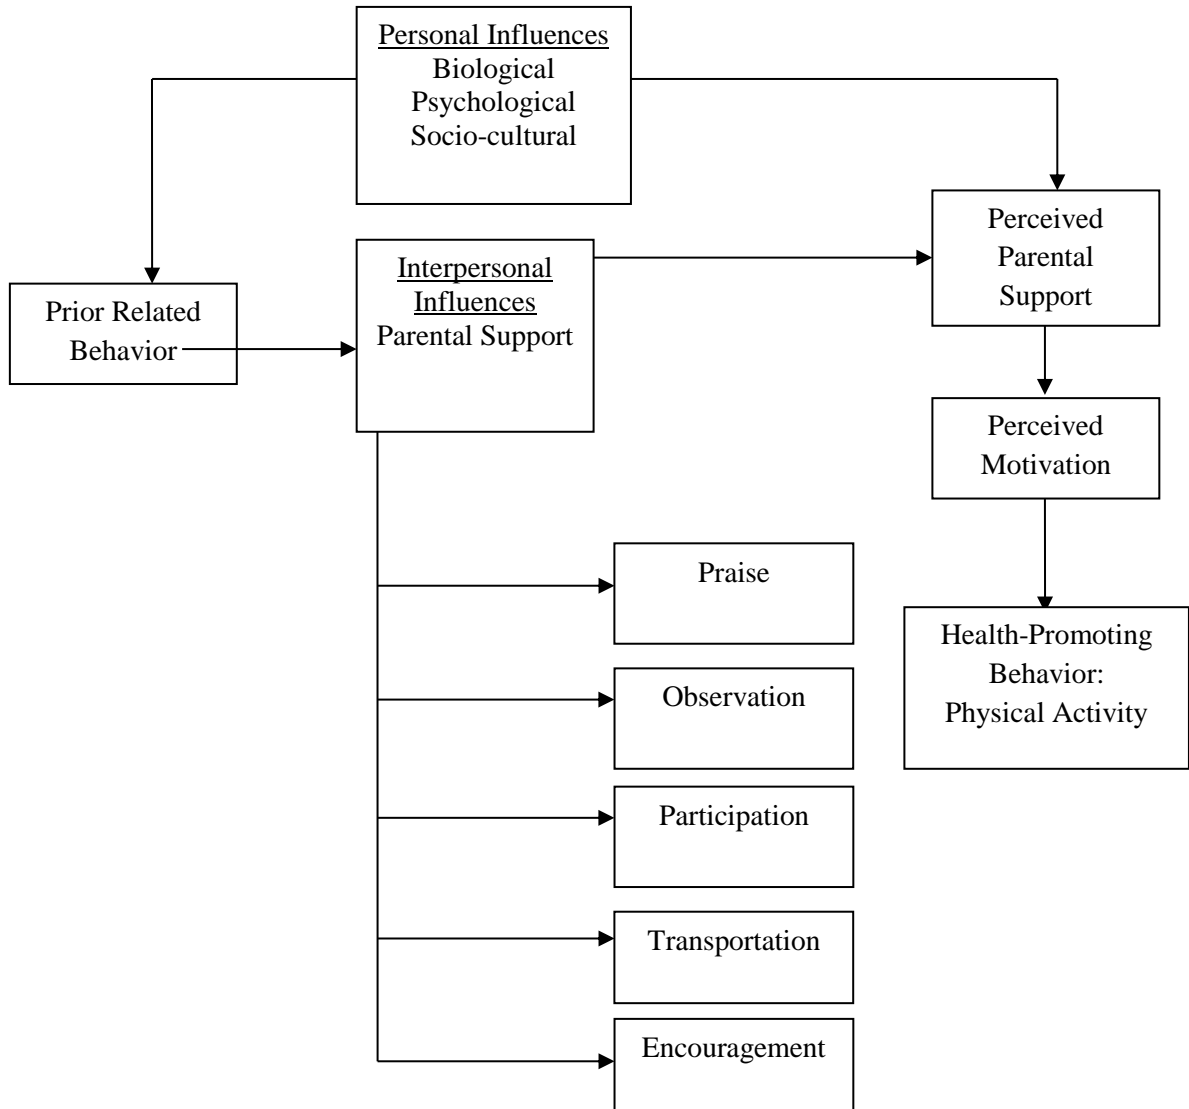 Personal Influences
Biological
Psychological
Socio-cultural
Perceived
Parental
Support
Interpersonal
Influences
Parental Support
Prior Related
Behavior
Perceived
Motivation
Praise
Health-Promoting
Behavior:
Physical Activity
Observation
Participation
Transportation
Encouragement